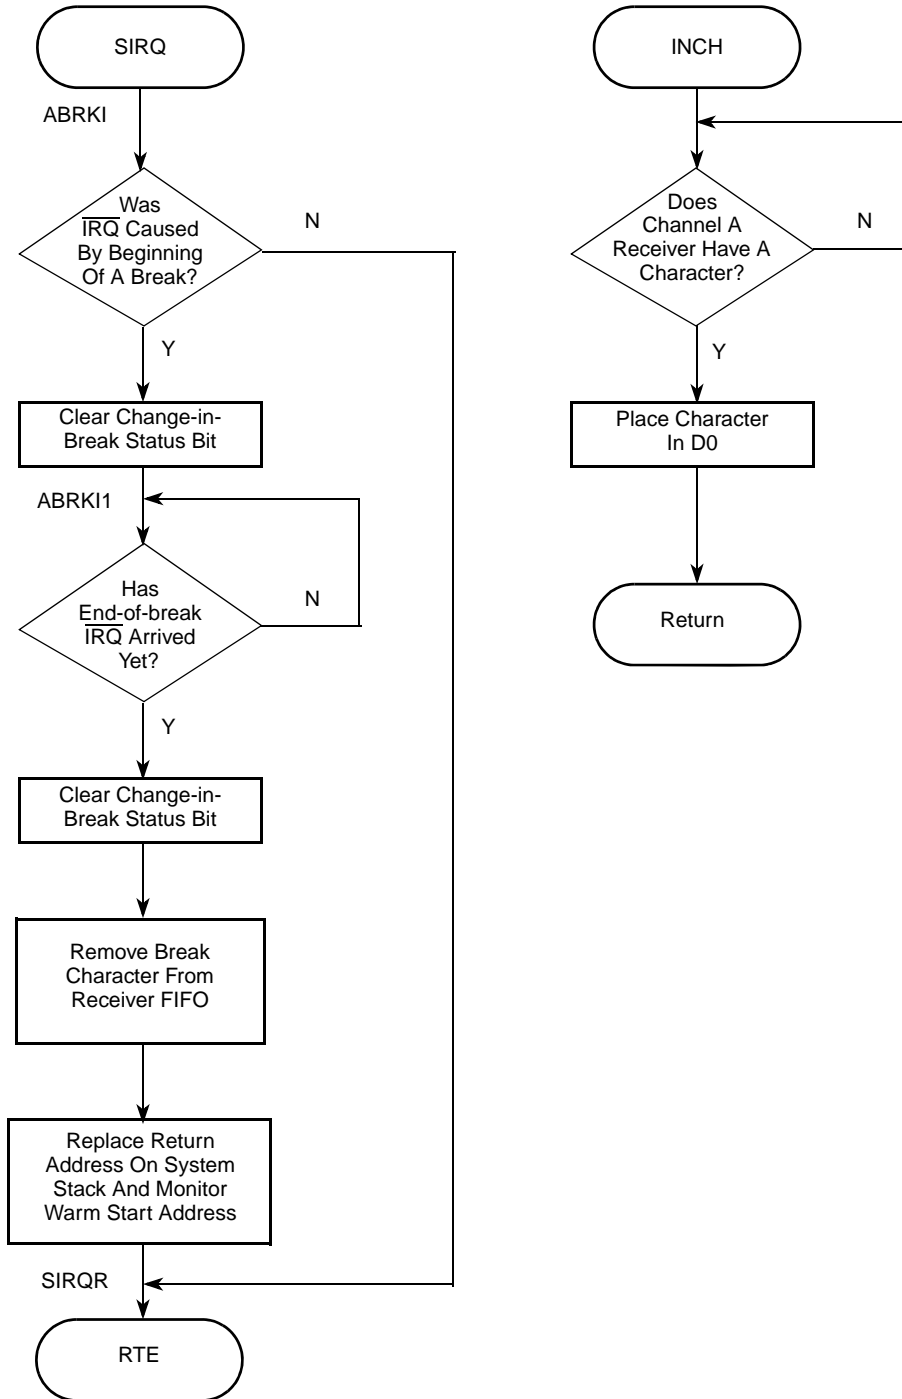 SIRQ
ABRKI
Was
IRQ Caused
By Beginning
Of A Break?
N
Y
Clear Change-in-
Break Status Bit
ABRKI1
Has
End-of-break
IRQ Arrived
Yet?
N
Y
Clear Change-in-
Break Status Bit
Remove Break
Character From
Receiver FIFO
Replace Return
Address On System
Stack And Monitor
Warm Start Address
SIRQR
RTE
INCH
Does
Channel A
Receiver Have A
Character?
N
Y
Place Character
In D0
Return